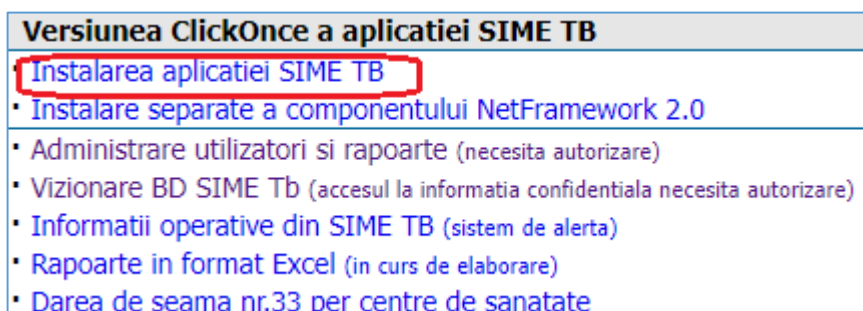 Versiunea ClickOnce a aplicatiei SIME TB
Instalarea aplicatiei SIME TB
Instalare separate a componentului NetFramework 2.0
Administrare utilizatori si rapoarte (necesita autorizare)
Vizionare BD SIME Tb (accesul la informatia confidentiala necesita autorizare)
Informatii operative din SIME TB (sistem de alerta)
Rapoarte in format Excel (in curs de elaborare)
Darea de seama nr.33 per centre de sanatate